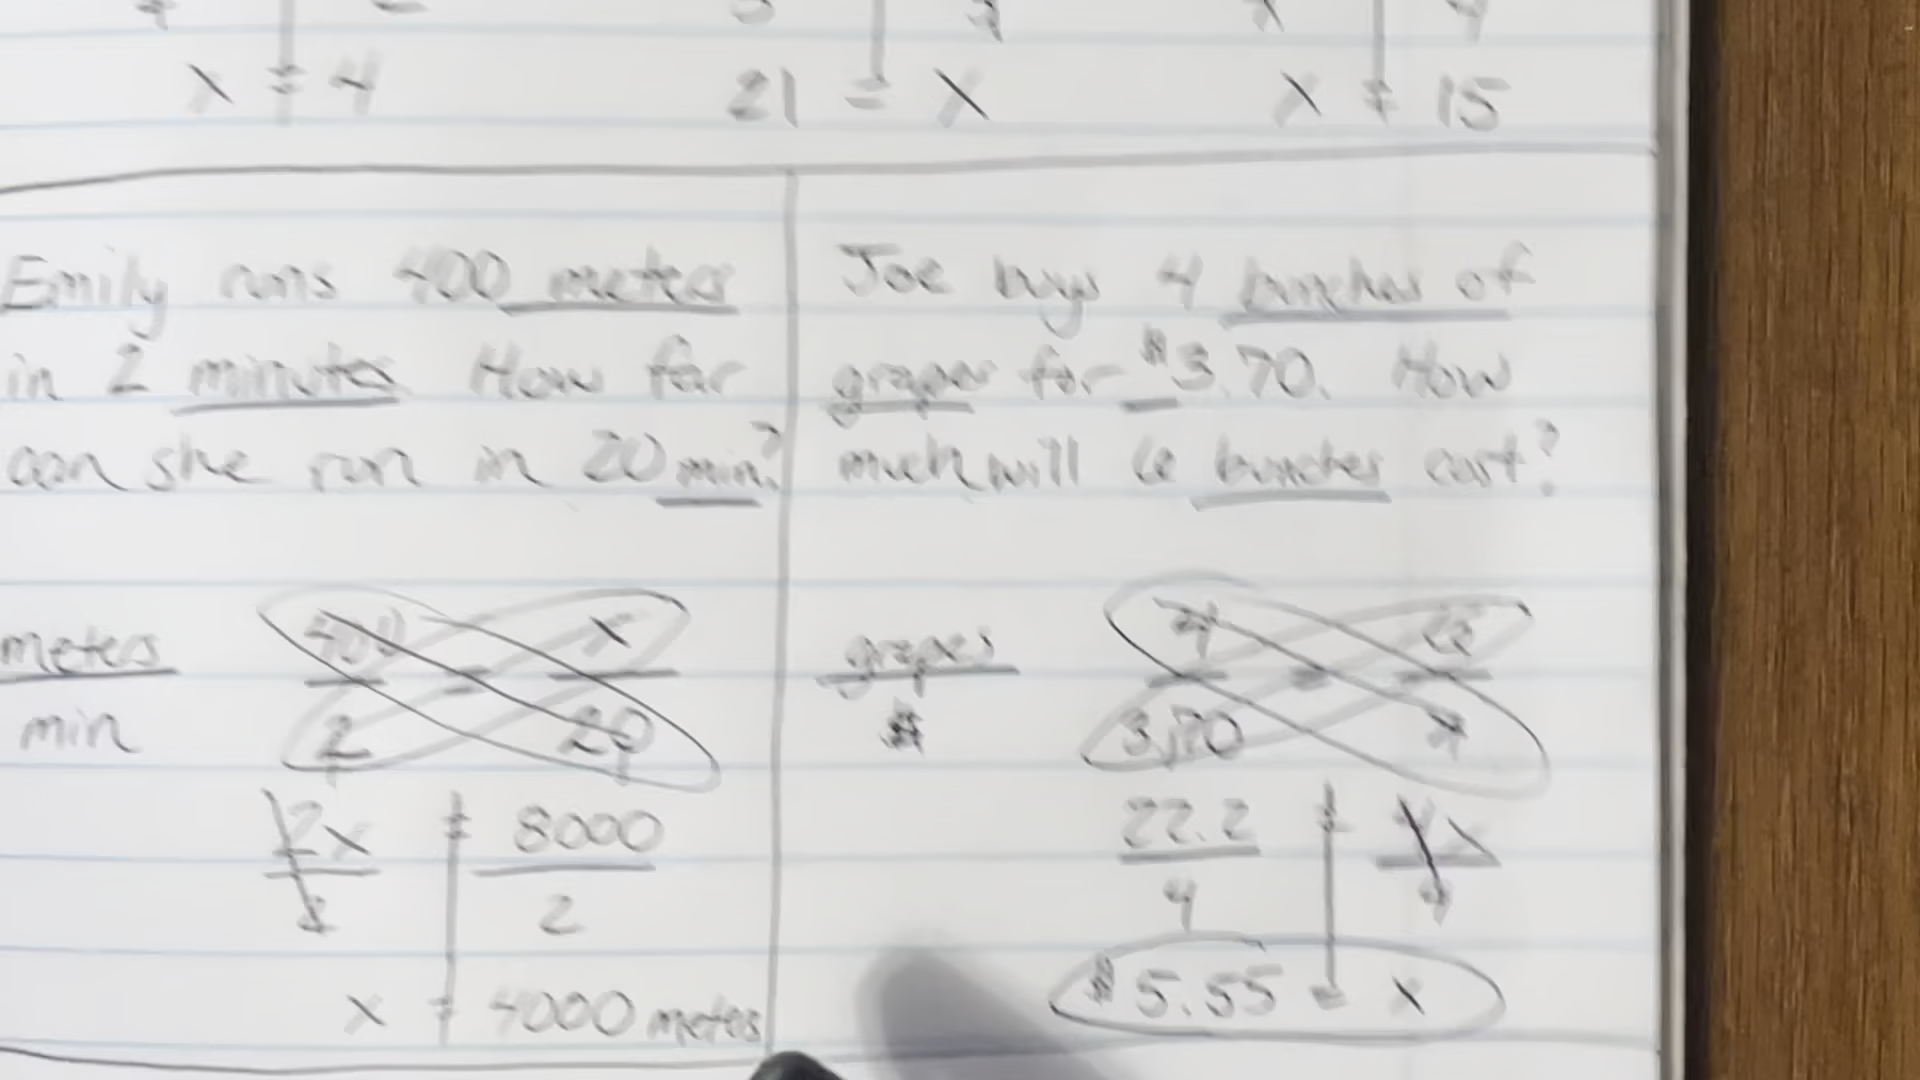 x = 4
21 = x
x = 15
Emily runs 400 meters
in 2 minutes. How far
can she run in 20 min?
meters
min
400 = x
2 20
2x = 8000
2 2
x = 4000 meters
Joe buys 4 bunches of
grapes for $3.70. How
much will 6 bunches cost?
grapes
$
4 = 6
3.70 x
22.2 = 4x
4 4
$5.55 = x